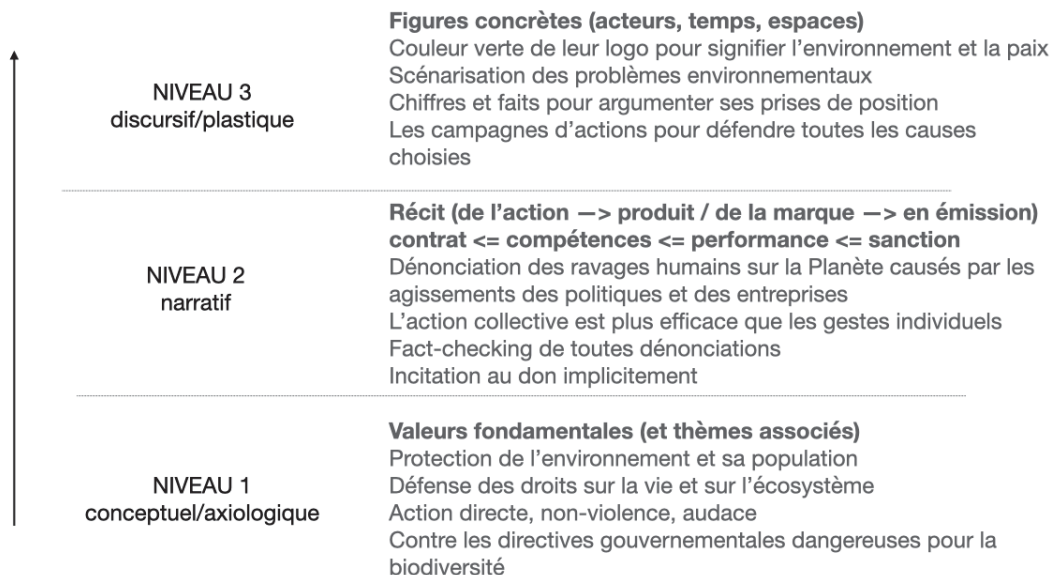 Figures concrètes (acteurs, temps, espaces)
Couleur verte de leur logo pour signifier l’environnement et la paix
NIVEAU 3
discursif/plastique
Scénarisation des problèmes environnementaux
Chiffres et faits pour argumenter ses prises de position
Les campagnes d’actions pour défendre toutes les causes
choisies
Récit (de l’action —> produit / de la marque —> en émission)
contrat <= compétences <= performance <= sanction
NIVEAU 2
narratif
Dénonciation des ravages humains sur la Planète causés par les
agissements des politiques et des entreprises
L’action collective est plus efficace que les gestes individuels
Fact-checking de toutes dénonciations
Incitation au don implicitement
Valeurs fondamentales (et thèmes associés)
Protection de l’environnement et sa population
NIVEAU 1
conceptuel/axiologique
Défense des droits sur la vie et sur l’écosystème
Action directe, non-violence, audace
Contre les directives gouvernementales dangereuses pour la
biodiversité